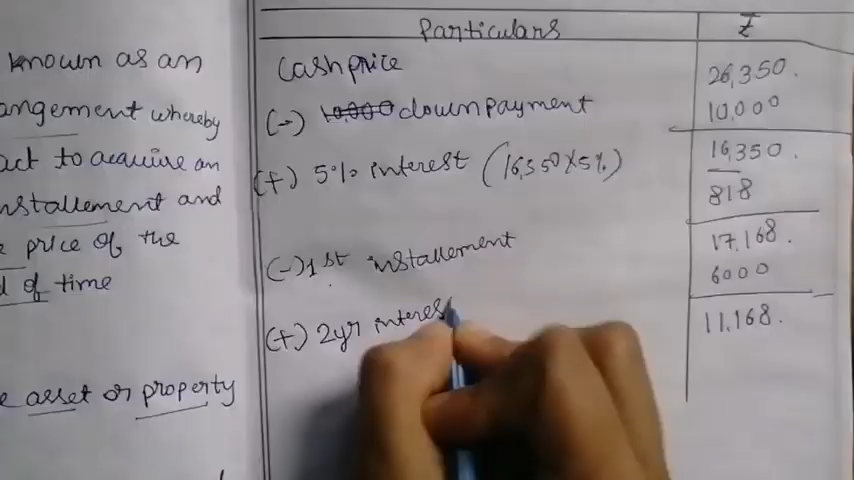 known as an
angement whereby
act to acquire an
nstallement and
e price of the
d of time
e asset or property
Particulars ₹
Cash price 26,350.
(-) 10,000 down payment 10,000
16,350.
(+) 5% interest (16,350 x 5%) 818
17,168.
(-) 1st installement 6000
11,168.
(+) 2yr interes